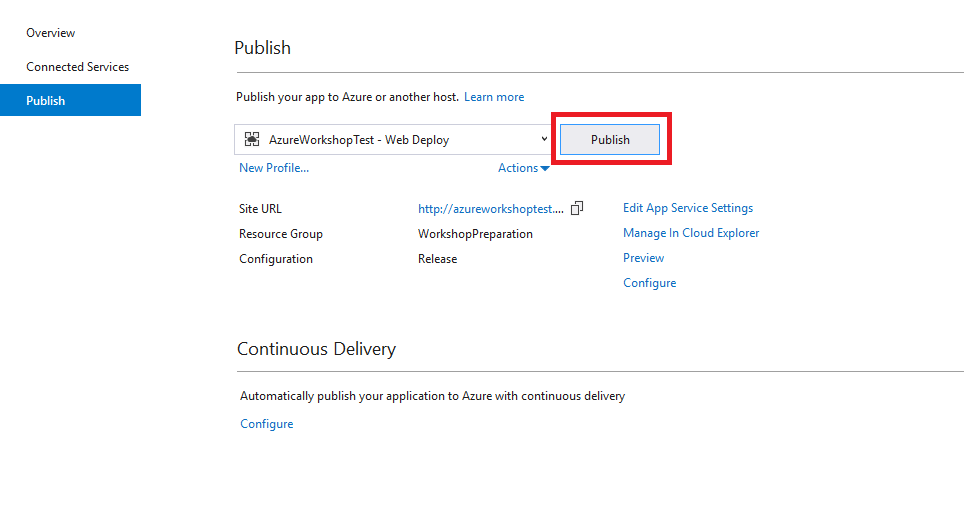 Overview
Connected Services
Publish
Publish
Publish your app to Azure or another host. Learn more
AzureWorkshopTest - Web Deploy
Publish
New Profile...
Actions
Site URL http://azureworkshoptest.... Edit App Service Settings
Resource Group WorkshopPreparation Manage In Cloud Explorer
Configuration Release Preview
Configure
Continuous Delivery
Automatically publish your application to Azure with continuous delivery
Configure